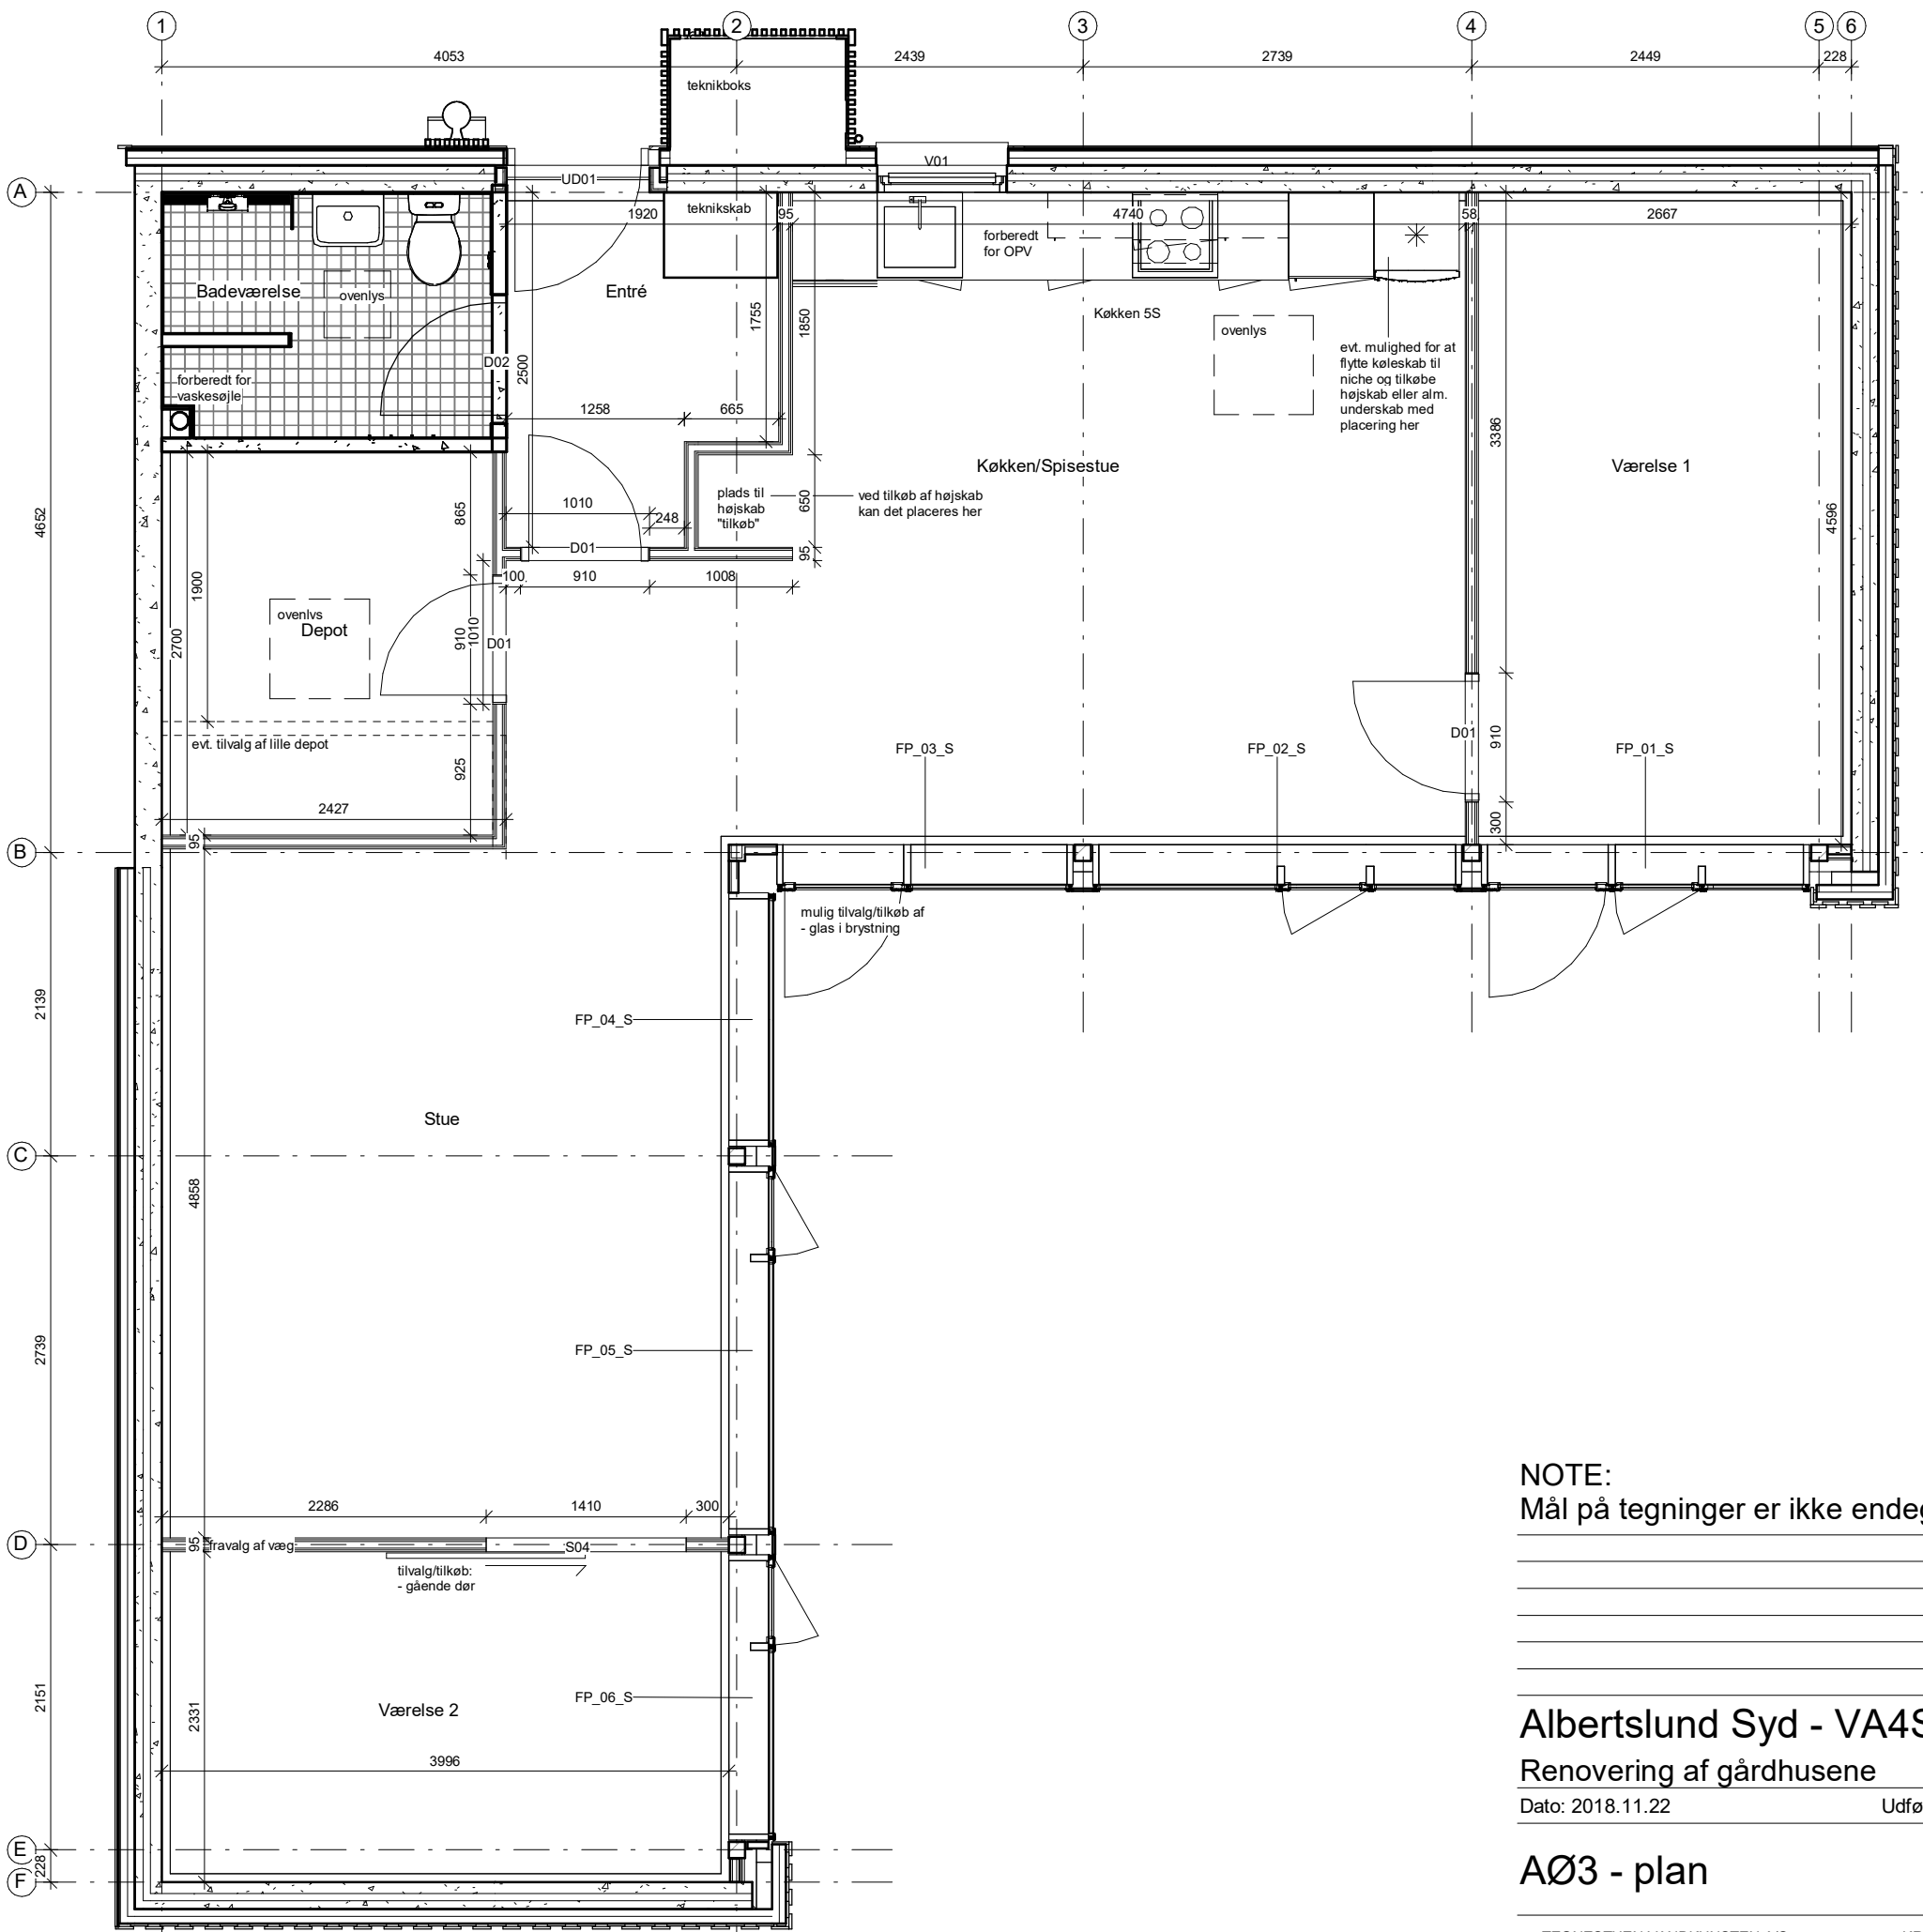 1
2
3
4
5
6
4053
2439
2739
2449
228
teknikboks
V01
A
UD01
teknikskab
1920
95
4740
58
2667
forberedt
for OPV
Badeværelse
ovenlys
Entré
Køkken 5S
ovenlys
1755
1850
2500
D02
evt. mulighed for at
flytte køleskab til
niche og tilkøbe
højskab eller alm.
underskab med
placering her
forberedt for
vaskesøjle
1258
665
3386
Køkken/Spisestue
Værelse 1
plads til
højskab
"tilkøb"
ved tilkøb af højskab
kan det placeres her
1010
248
650
865
4652
4596
D01
95
100
910
1008
1900
2700
ovenlys
Depot
910
1010
D01
D01
910
evt. tilvalg af lille depot
FP_03_S
FP_02_S
FP_01_S
925
2427
95
300
B
mulig tilvalg/tilkøb af
- glas i brystning
2139
FP_04_S
Stue
C
4858
2739
FP_05_S
2286
1410
300
D
95
fravalg af væg
S04
tilvalg/tilkøb:
- gående dør
2151
2331
FP_06_S
Værelse 2
3996
E
228
F
NOTE:
Mål på tegninger er ikke endeg
Albertslund Syd - VA4S
Renovering af gårdhusene
Dato: 2018.11.22 Udfø
AØ3 - plan